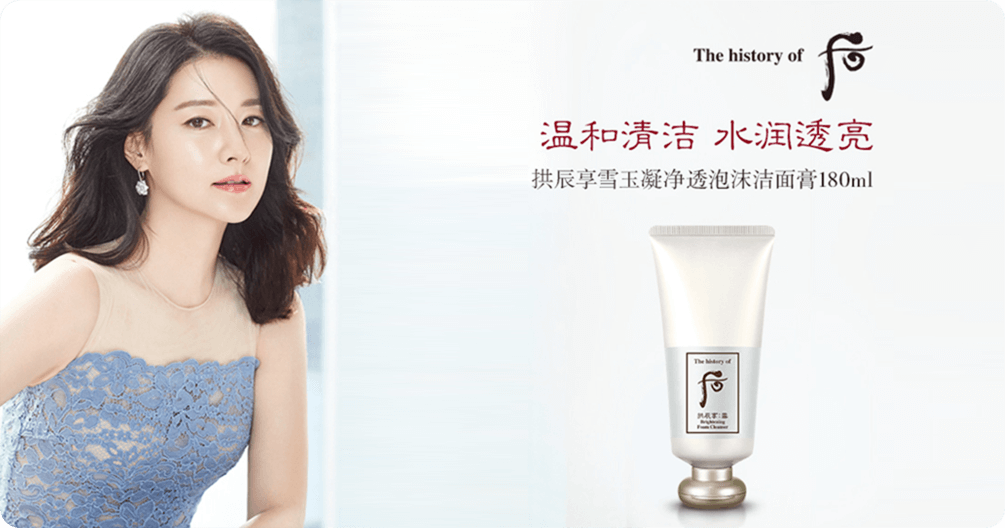 The history of 后
温和清洁 水润透亮
拱辰享雪玉凝净透泡沫洁面膏180ml
The history of
后
拱辰享:雪
Brightening
Foam Cleanser